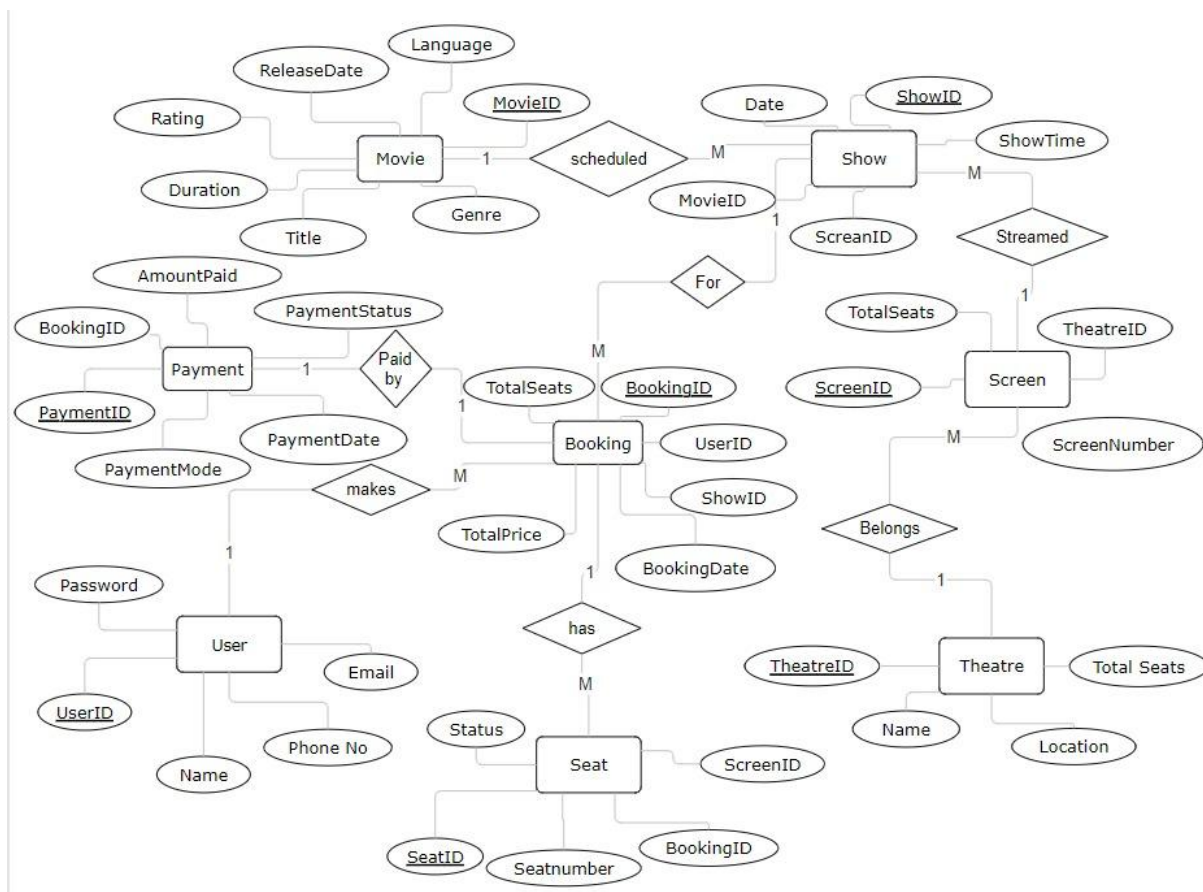 Language
ReleaseDate
MovieID
Rating
Movie
1
scheduled
M
Duration
Title
Genre
Date
ShowID
Show
ShowTime
MovieID
ScreanID
M
1
Streamed
For
1
M
AmountPaid
PaymentStatus
BookingID
Payment
1
Paid
by
1
PaymentID
PaymentDate
PaymentMode
TotalSeats
TheatreID
ScreenID
Screen
ScreenNumber
M
TotalSeats
BookingID
Booking
UserID
ShowID
TotalPrice
BookingDate
makes
M
1
Belongs
1
Password
User
Email
UserID
Phone No
Name
1
has
M
TheatreID
Theatre
Total Seats
Name
Location
Status
Seat
ScreenID
SeatID
Seatnumber
BookingID